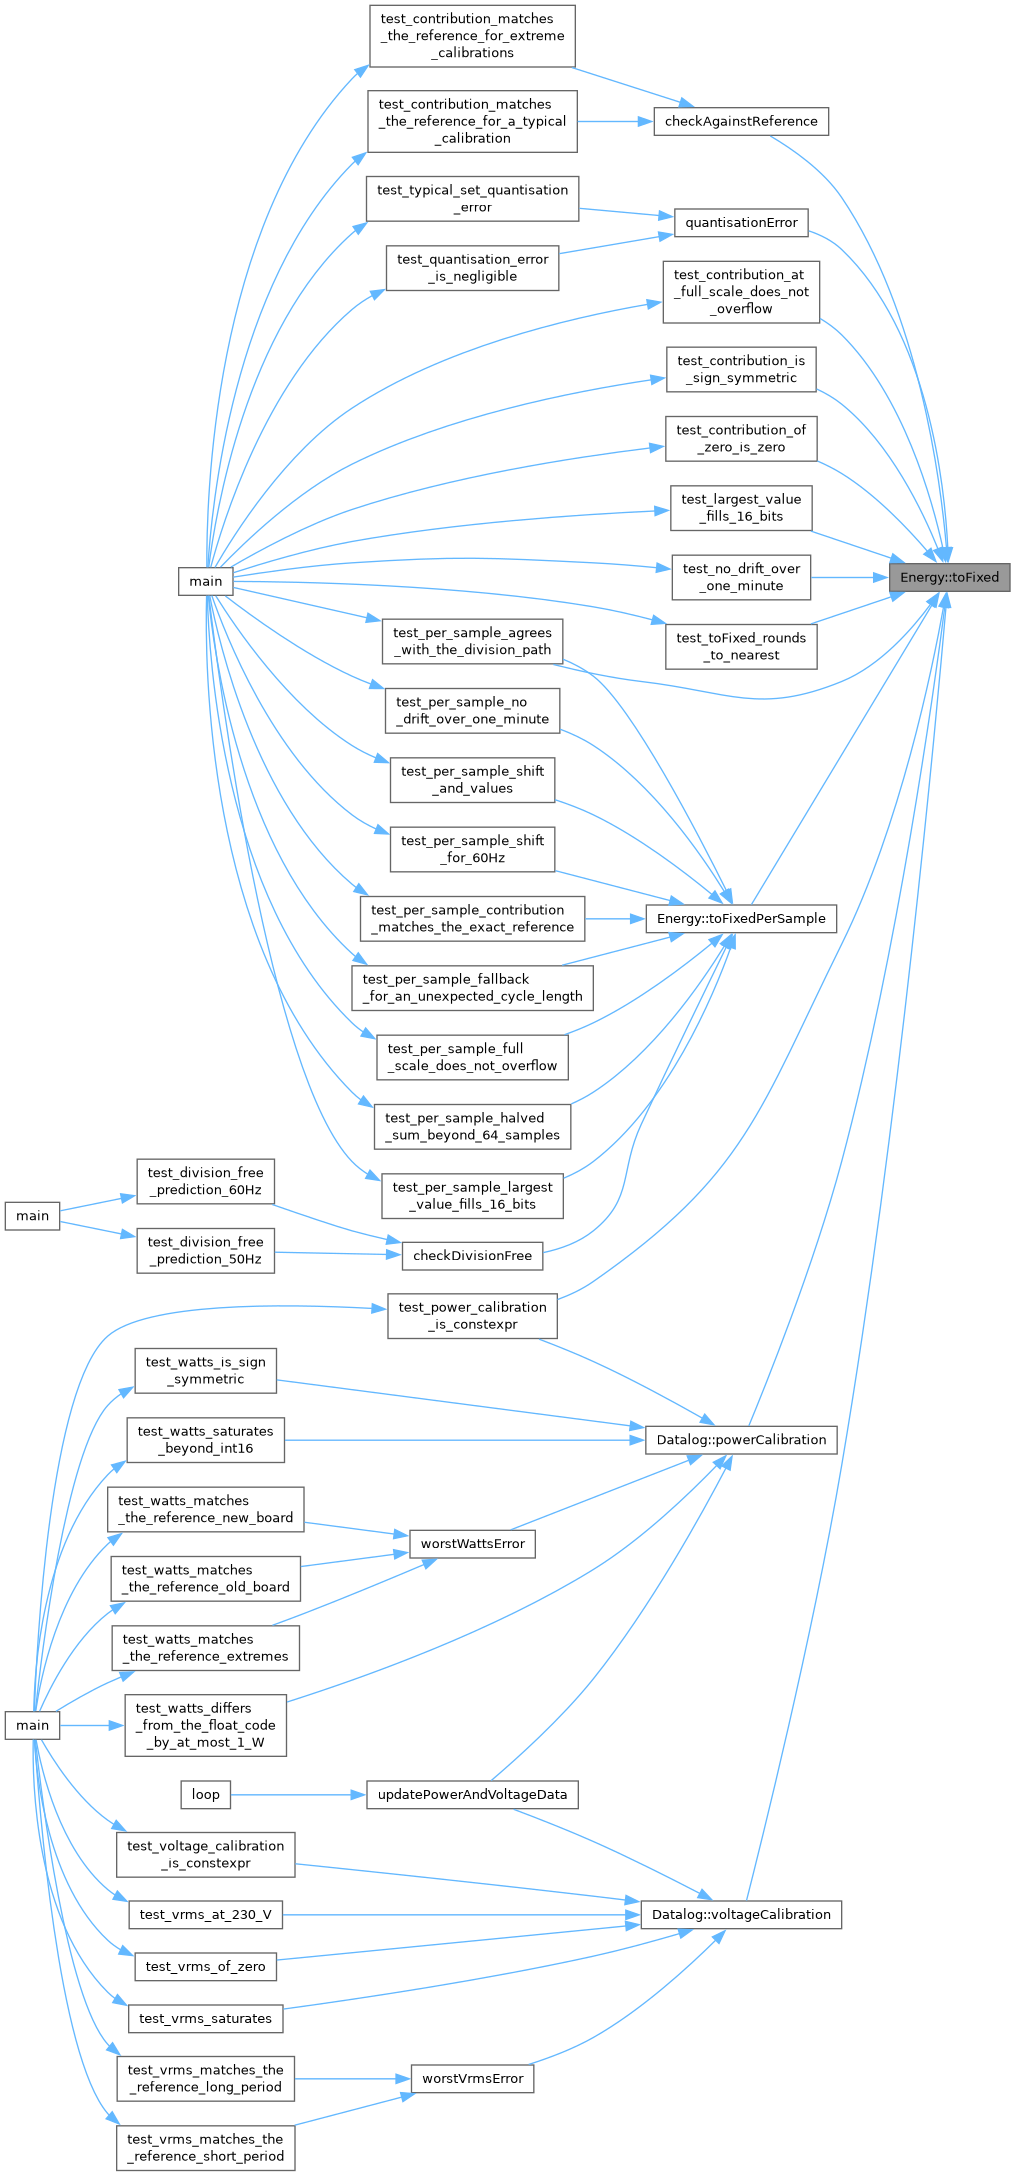 test_contribution_matches
_the_reference_for_extreme
_calibrations
test_contribution_matches
_the_reference_for_a_typical
_calibration
checkAgainstReference
test_typical_set_quantisation
_error
quantisationError
test_quantisation_error
_is_negligible
test_contribution_at
_full_scale_does_not
_overflow
test_contribution_is
_sign_symmetric
test_contribution_of
_zero_is_zero
test_largest_value
_fills_16_bits
main
test_no_drift_over
_one_minute
Energy::toFixed
test_toFixed_rounds
_to_nearest
test_per_sample_agrees
_with_the_division_path
test_per_sample_no
_drift_over_one_minute
test_per_sample_shift
_and_values
test_per_sample_shift
_for_60Hz
test_per_sample_contribution
_matches_the_exact_reference
Energy::toFixedPerSample
test_per_sample_fallback
_for_an_unexpected_cycle_length
test_per_sample_full
_scale_does_not_overflow
test_per_sample_halved
_sum_beyond_64_samples
test_per_sample_largest
_value_fills_16_bits
test_division_free
_prediction_60Hz
main
test_division_free
_prediction_50Hz
checkDivisionFree
test_power_calibration
_is_constexpr
test_watts_is_sign
_symmetric
test_watts_saturates
_beyond_int16
Datalog::powerCalibration
test_watts_matches
_the_reference_new_board
worstWattsError
test_watts_matches
_the_reference_old_board
test_watts_matches
_the_reference_extremes
main
test_watts_differs
_from_the_float_code
_by_at_most_1_W
loop
updatePowerAndVoltageData
test_voltage_calibration
_is_constexpr
test_vrms_at_230_V
Datalog::voltageCalibration
test_vrms_of_zero
test_vrms_saturates
test_vrms_matches_the
_reference_long_period
worstVrmsError
test_vrms_matches_the
_reference_short_period